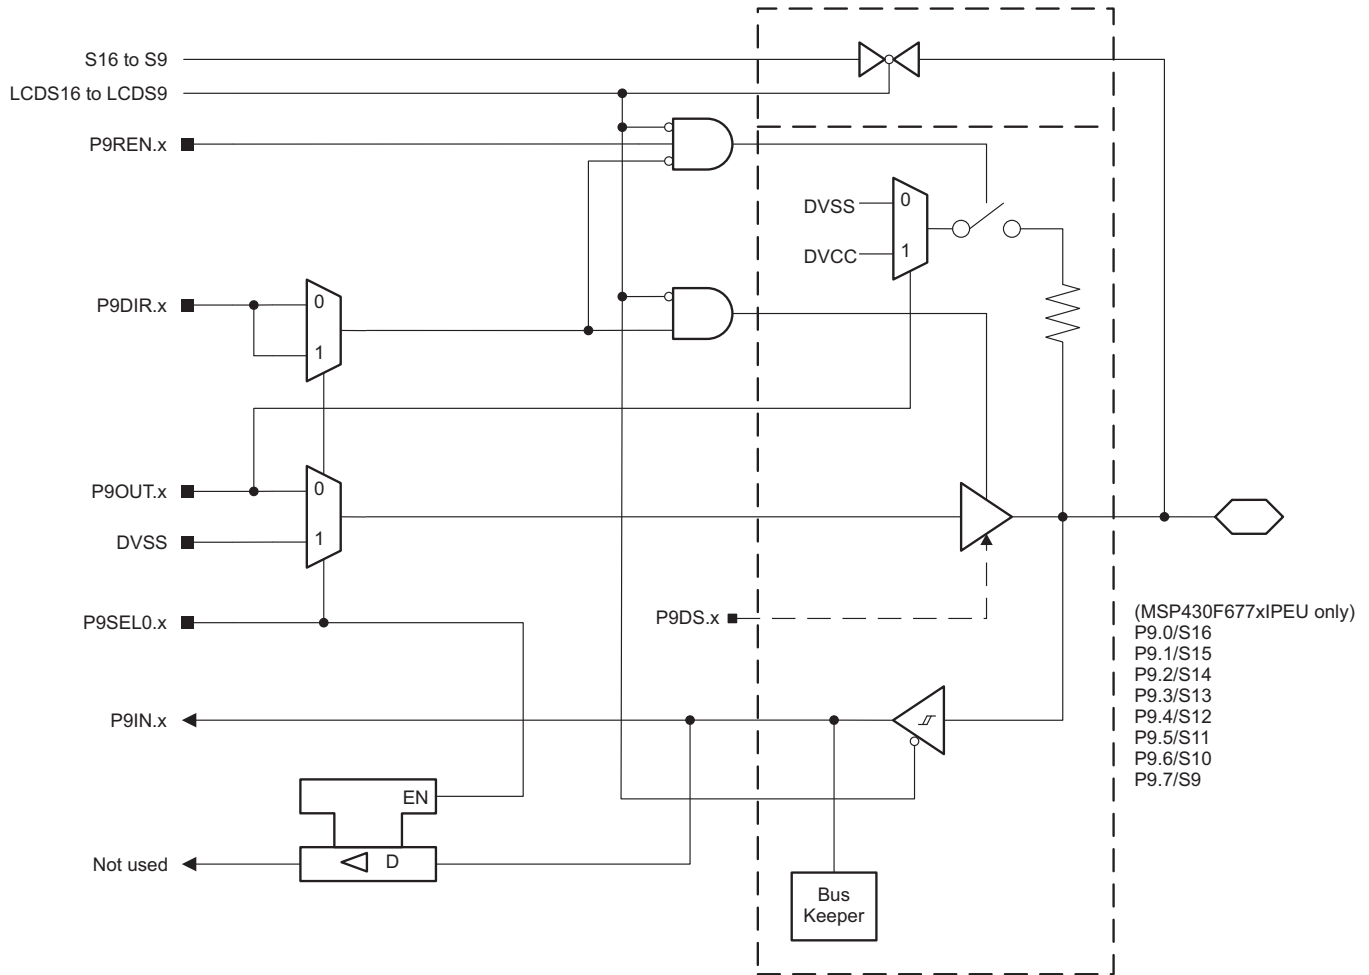 S16 to S9
LCDS16 to LCDS9
P9REN.x
DVSS
0
DVCC
1
P9DIR.x
0
1
P9OUT.x
0
DVSS
1
P9SEL0.x
P9DS.x
(MSP430F677xIPEU only)
P9.0/S16
P9.1/S15
P9.2/S14
P9.3/S13
P9.4/S12
P9.5/S11
P9.6/S10
P9.7/S9
P9IN.x
EN
Not used
D
Bus
Keeper